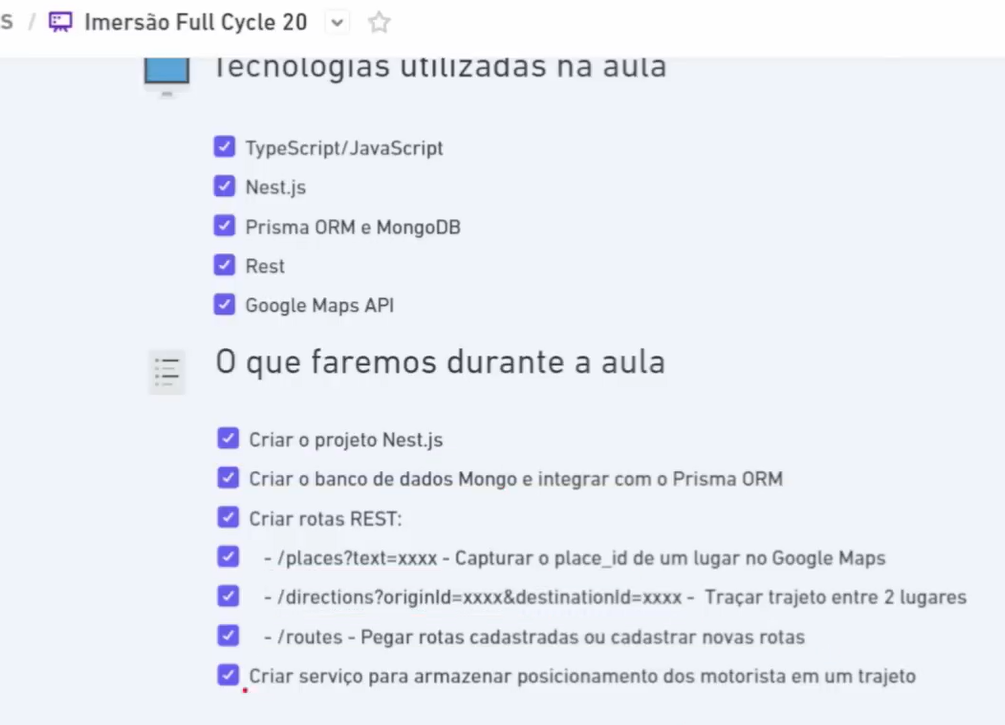 S / Imersão Full Cycle 20
Tecnologias utilizadas na aula
TypeScript/JavaScript
Nest.js
Prisma ORM e MongoDB
Rest
Google Maps API
O que faremos durante a aula
Criar o projeto Nest.js
Criar o banco de dados Mongo e integrar com o Prisma ORM
Criar rotas REST:
- /places?text=xxxx - Capturar o place_id de um lugar no Google Maps
- /directions?originId=xxxx&destinationId=xxxx - Traçar trajeto entre 2 lugares
- /routes - Pegar rotas cadastradas ou cadastrar novas rotas
Criar serviço para armazenar posicionamento dos motorista em um trajeto